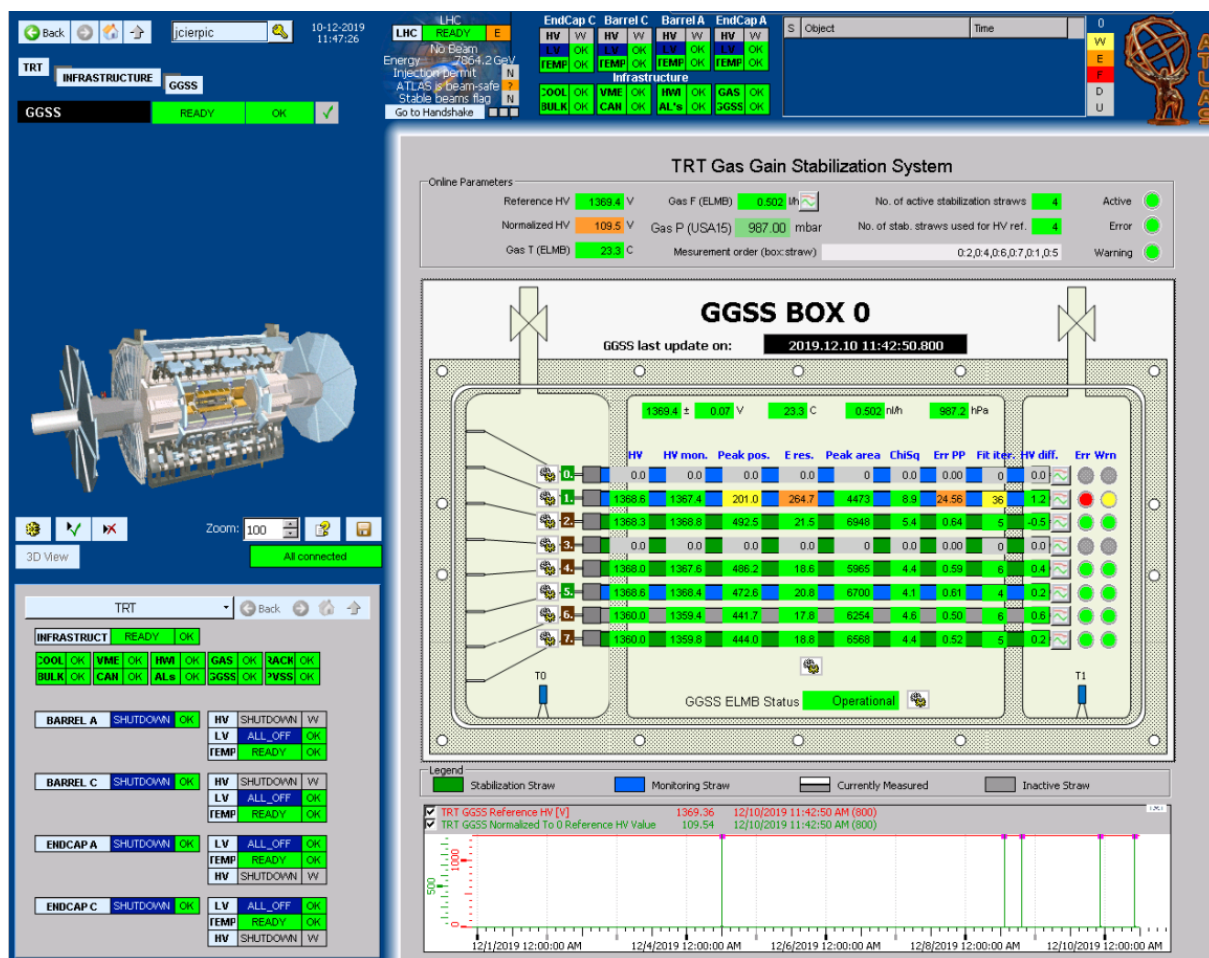 Back
jcierpic
10-12-2019
11:47:26
TRT
INFRASTRUCTURE
GGSS
GGSS READY OK
LHC
LHC READY E
No Beam
Energy: 7864.2 GeV
Injection permit N
ATLAS is beam-safe ?
Stable beams flag N
Go to Handshake
EndCap C Barrel C Barrel A EndCap A
HV W HV W HV W HV W
LV OK LV OK LV OK LV OK
TEMP OK TEMP OK TEMP OK TEMP OK
Infrastructure
COOL OK VME OK HWI OK GAS OK
BULK OK CAN OK AL's OK GGSS OK
S Object Time
0
W
E
F
D
U
ATLAS
TRT Gas Gain Stabilization System
Online Parameters
Reference HV 1369.4 V Gas F (ELMB) 0.502 l/h No. of active stabilization straws 4 Active
Normalized HV 109.5 V Gas P (USA15) 987.00 mbar No. of stab. straws used for HV ref. 4 Error
Gas T (ELMB) 23.3 C Mesurement order (box:straw) 0:2,0:4,0:6,0:7,0:1,0:5 Warning
GGSS BOX 0
GGSS last update on: 2019.12.10 11:42:50.800
1369.4 ± 0.07 V 23.3 C 0.502 nl/h 987.2 hPa
HV HV mon. Peak pos. E res. Peak area ChiSq Err PP Fit iter. HV diff. Err Wrn
0. 0.0 0.0 0.0 0.0 0 0.0 0.00 0 0.0
1. 1368.6 1367.4 201.0 264.7 4473 8.9 24.56 36 1.2
2. 1368.3 1368.8 492.5 21.5 6948 5.4 0.64 5 -0.5
3. 0.0 0.0 0.0 0.0 0 0.0 0.00 0 0.0
4. 1368.0 1367.6 486.2 18.6 5965 4.4 0.59 6 0.4
5. 1368.6 1368.4 472.6 20.8 6700 4.1 0.61 4 0.2
6. 1360.0 1359.4 441.7 17.8 6254 4.6 0.50 6 0.6
7. 1360.0 1359.8 444.0 18.8 6568 4.4 0.52 5 0.2
T0
T1
GGSS ELMB Status Operational
Legend
Stabilization Straw Monitoring Straw Currently Measured Inactive Straw
TRT GGSS Reference HV [V] 1369.36 12/10/2019 11:42:50 AM (800)
TRT GGSS Normalized To 0 Reference HV Value 109.54 12/10/2019 11:42:50 AM (800)
1000
500
0
12/1/2019 12:00:00 AM 12/4/2019 12:00:00 AM 12/6/2019 12:00:00 AM 12/8/2019 12:00:00 AM 12/10/2019 12:00:00 AM
Zoom: 100
3D View
All connected
TRT
Back
INFRASTRUCT READY OK
COOL OK VME OK HWI OK GAS OK RACK OK
BULK OK CAN OK ALs OK GGSS OK PVSS OK
BARREL A SHUTDOWN OK HV SHUTDOWN W
LV ALL_OFF OK
TEMP READY OK
BARREL C SHUTDOWN OK HV SHUTDOWN W
LV ALL_OFF OK
TEMP READY OK
ENDCAP A SHUTDOWN OK LV ALL_OFF OK
TEMP READY OK
HV SHUTDOWN W
ENDCAP C SHUTDOWN OK LV ALL_OFF OK
TEMP READY OK
HV SHUTDOWN W